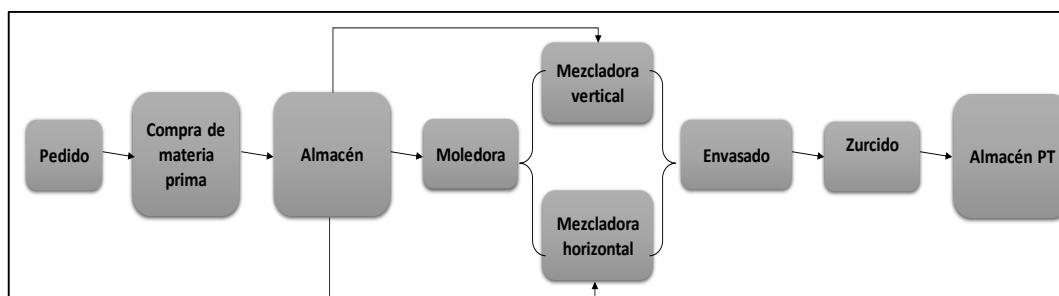 Pedido
Compra de
materia
prima
Almacén
Moledora
Mezcladora
vertical
Mezcladora
horizontal
Envasado
Zurcido
Almacén PT